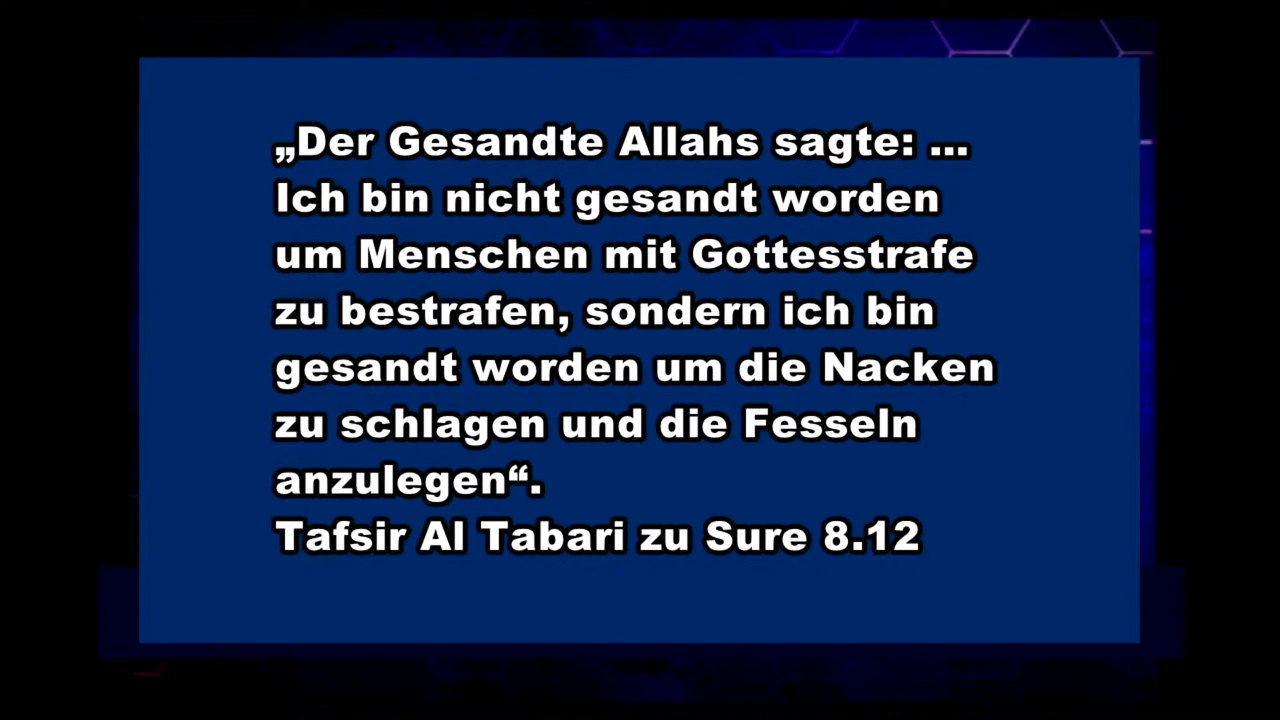 „Der Gesandte Allahs sagte: ...
Ich bin nicht gesandt worden
um Menschen mit Gottesstrafe
zu bestrafen, sondern ich bin
gesandt worden um die Nacken
zu schlagen und die Fesseln
anzulegen“.
Tafsir Al Tabari zu Sure 8.12